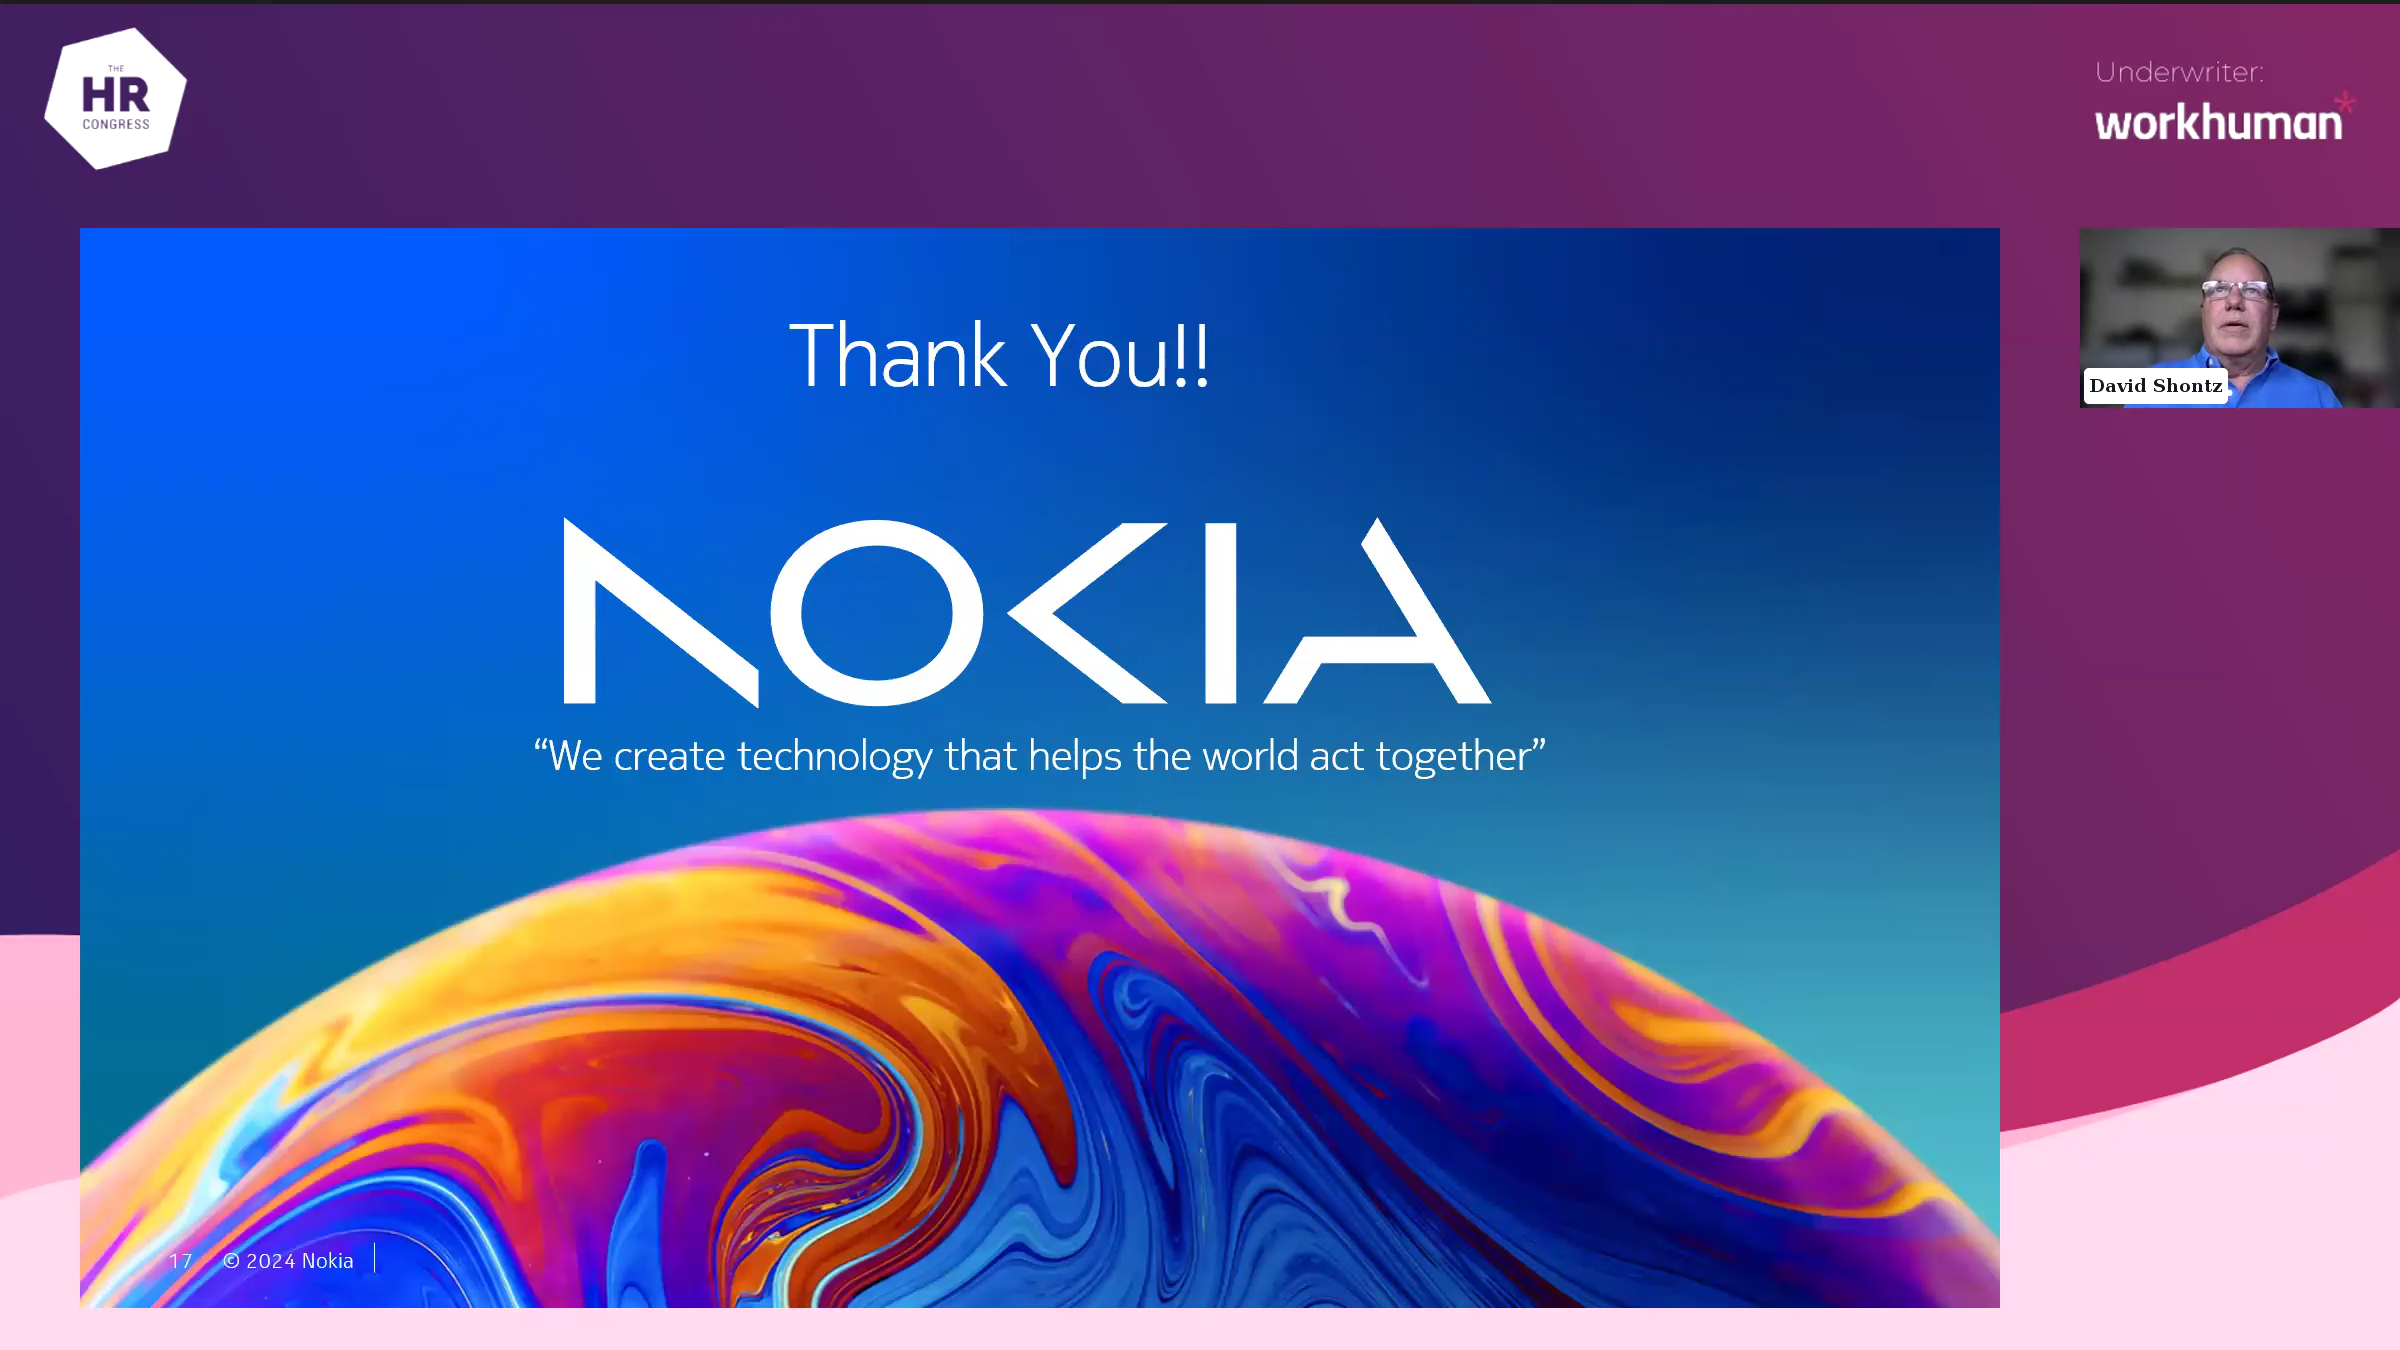 THE
HR
CONGRESS
Underwriter:
workhuman*
Thank You!!
NOKIA
“We create technology that helps the world act together”
17 © 2024 Nokia
David Shontz